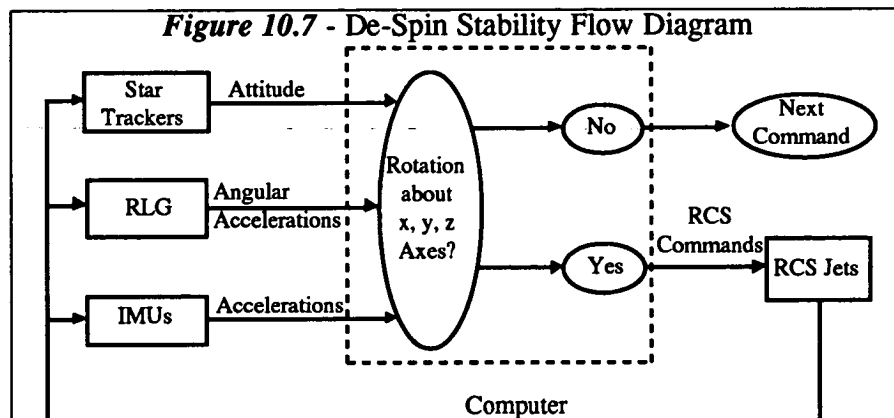 Figure 10.7 - De-Spin Stability Flow Diagram
Star
Trackers
Attitude
No
Next
Command
Rotation
about
x, y, z
Axes?
RLG
Angular
Accelerations
RCS
Commands
Yes
RCS Jets
IMUs
Accelerations
Computer